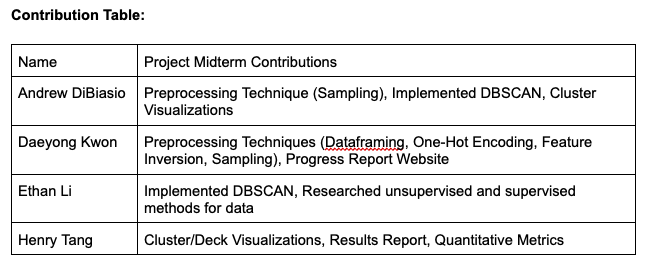 Contribution Table:
Name
Project Midterm Contributions
Andrew DiBiasio
Preprocessing Technique (Sampling), Implemented DBSCAN, Cluster
Visualizations
Daeyong Kwon
Preprocessing Techniques (Dataframing, One-Hot Encoding, Feature
Inversion, Sampling), Progress Report Website
Ethan Li
Implemented DBSCAN, Researched unsupervised and supervised
methods for data
Henry Tang
Cluster/Deck Visualizations, Results Report, Quantitative Metrics